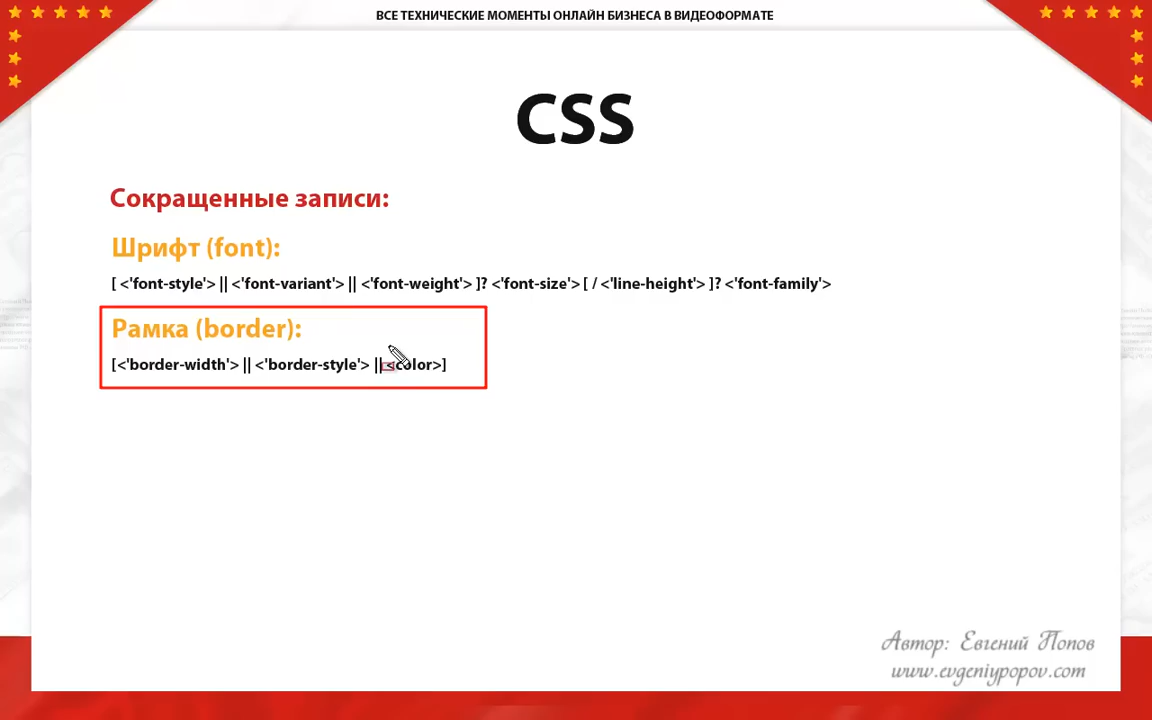 ВСЕ ТЕХНИЧЕСКИЕ МОМЕНТЫ ОНЛАЙН БИЗНЕСА В ВИДЕОФОРМАТЕ
CSS
Сокращенные записи:
Шрифт (font):
[ <'font-style'> || <'font-variant'> || <'font-weight'> ]? <'font-size'> [ / <'line-height'> ]? <'font-family'>
Рамка (border):
[<'border-width'> || <'border-style'> || <color>]
Автор: Евгений Попов
www.evgeniypopov.com